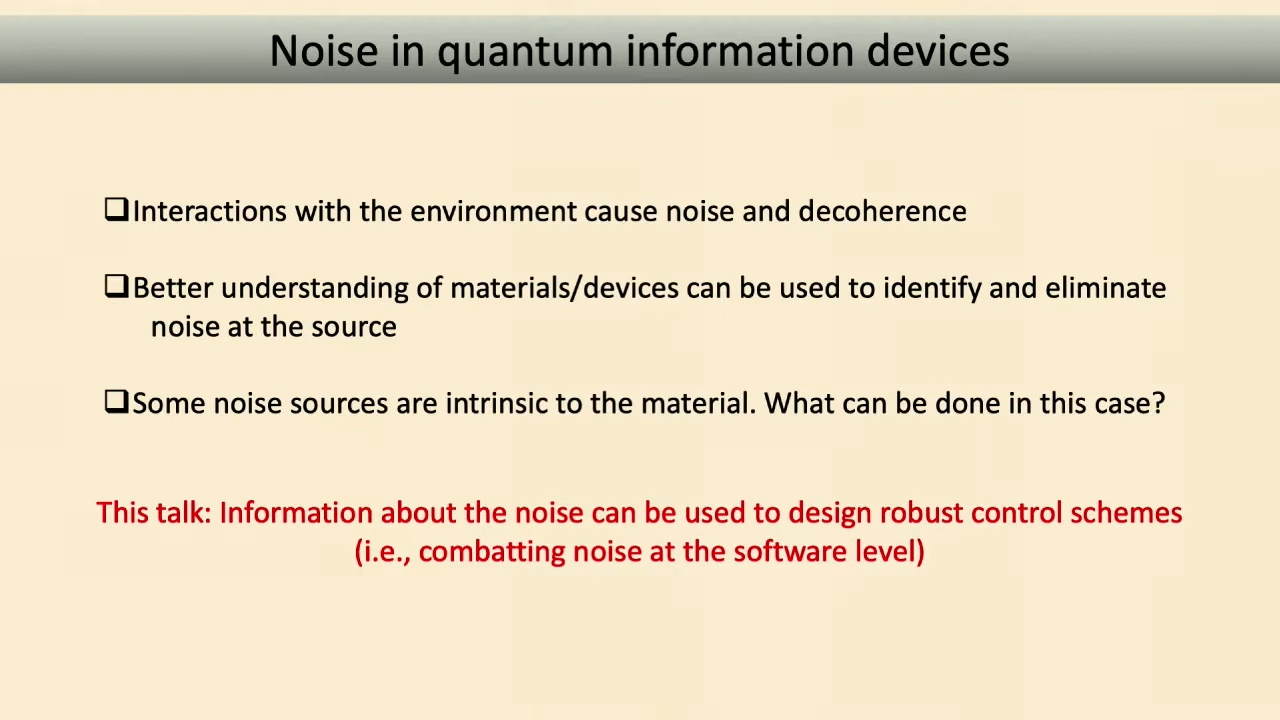 Noise in quantum information devices
❑Interactions with the environment cause noise and decoherence
❑Better understanding of materials/devices can be used to identify and eliminate
noise at the source
❑Some noise sources are intrinsic to the material. What can be done in this case?
This talk: Information about the noise can be used to design robust control schemes
(i.e., combatting noise at the software level)